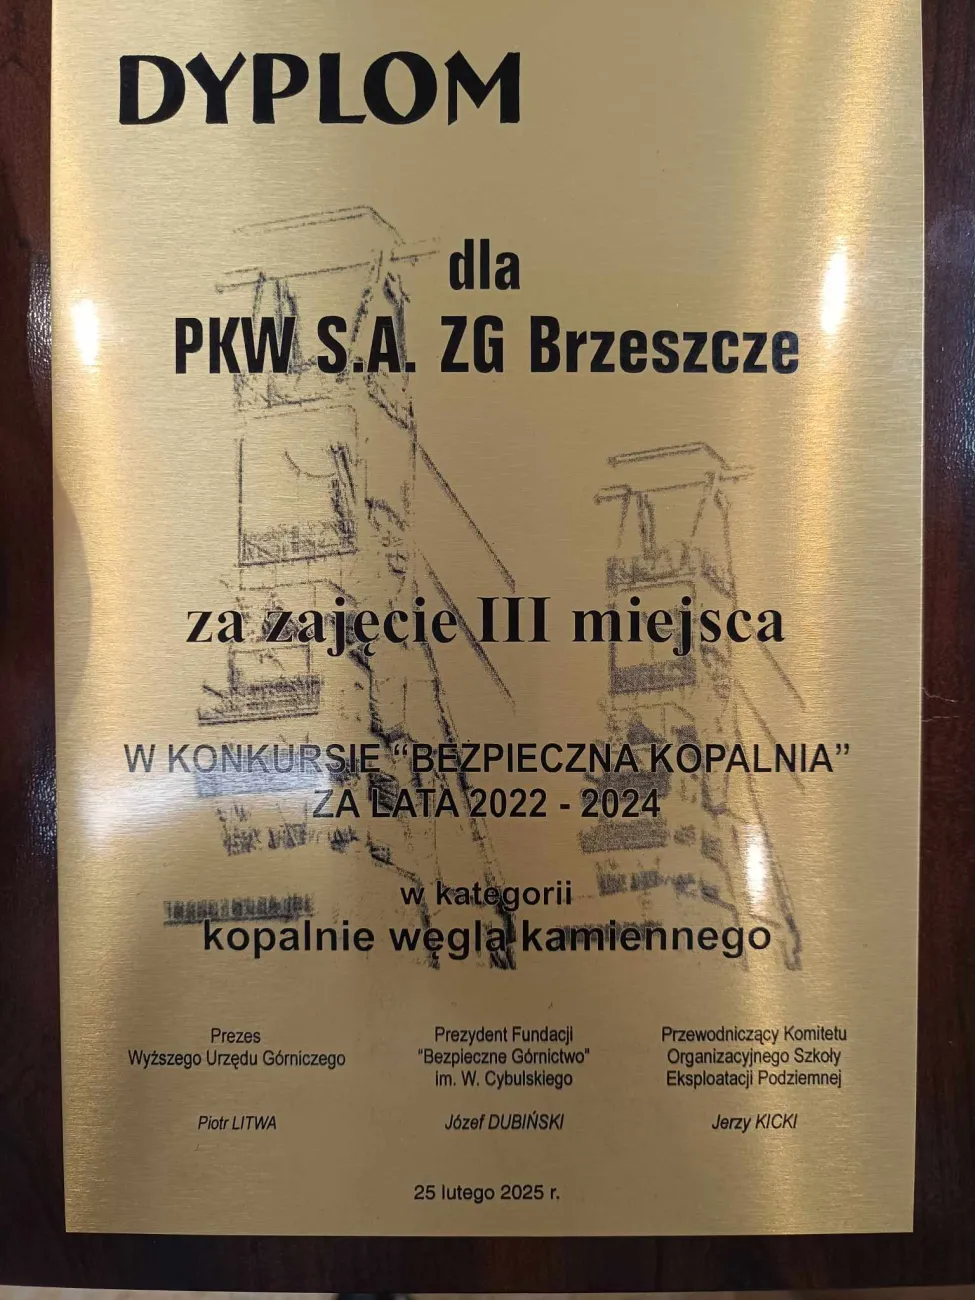 DYPLOM
dla
PKW S.A. ZG Brzeszcze
za zajęcie III miejsca
W KONKURSIE “BEZPIECZNA KOPALNIA”
ZA LATA 2022 - 2024
w kategorii
kopalnie węgla kamiennego
Prezes
Wyższego Urzędu Górniczego
Piotr LITWA
Prezydent Fundacji
"Bezpieczne Górnictwo"
im. W. Cybulskiego
Józef DUBIŃSKI
Przewodniczący Komitetu
Organizacyjnego Szkoły
Eksploatacji Podziemnej
Jerzy KICKI
25 lutego 2025 r.